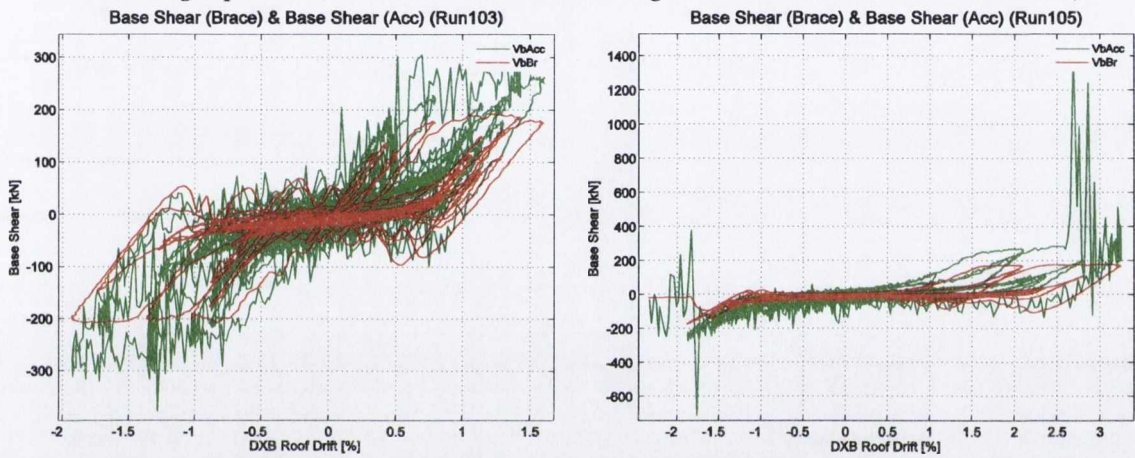 Base Shear (Brace) & Base Shear (Acc) (Run103)
VbAcc
VbBr
300
200
100
0
-100
-200
-300
Base Shear [kN]
-2 -1.5 -1 -0.5 0 0.5 1 1.5
DXB Roof Drift [%]
Base Shear (Brace) & Base Shear (Acc) (Run105)
VbAcc
VbBr
1400
1200
1000
800
600
400
200
0
-200
-400
-600
Base Shear [kN]
-2 -1.5 -1 -0.5 0 0.5 1 1.5 2 2.5 3
DXB Roof Drift [%]